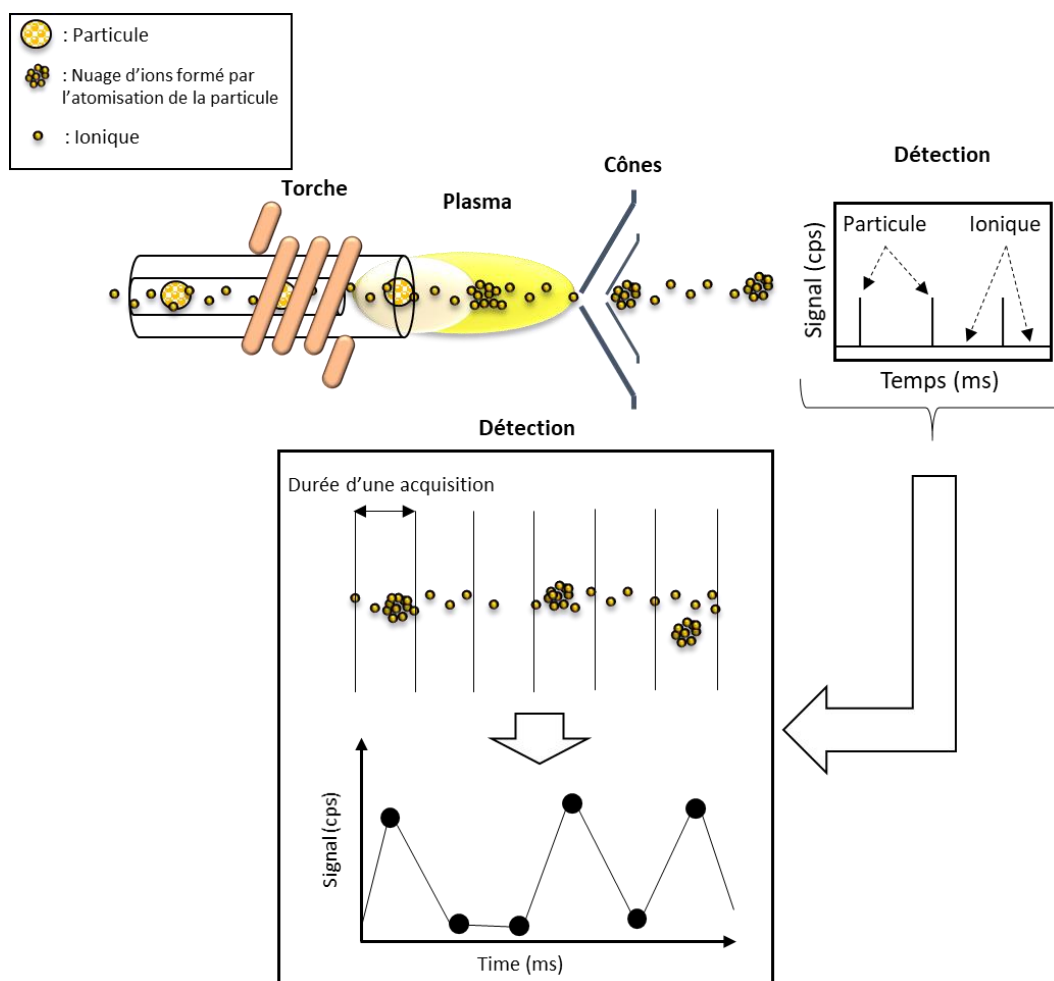 : Particule
: Nuage d'ions formé par
l'atomisation de la particule
: Ionique
Torche
Plasma
Cônes
Détection
Particule
Ionique
Signal (cps)
Temps (ms)
Détection
Durée d'une acquisition
Signal (cps)
Time (ms)